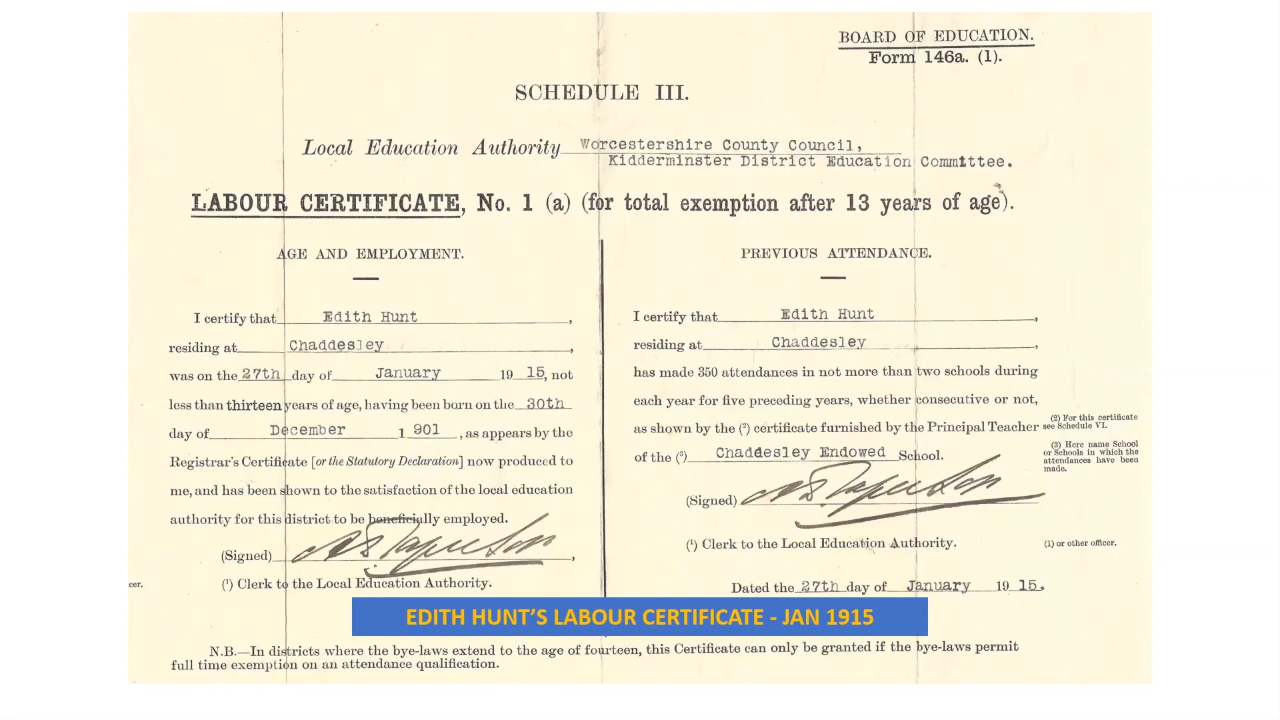 BOARD OF EDUCATION.
Form 146a. (1).
SCHEDULE III.
Local Education Authority Worcestershire County Council,
Kidderminster District Education Committee.
LABOUR CERTIFICATE, No. 1 (a) (for total exemption after 13 years of age).
AGE AND EMPLOYMENT.
I certify that Edith Hunt,
residing at Chaddesley,
was on the 27th day of January 19 15, not
less than thirteen years of age, having been born on the 30th
day of December 1 901, as appears by the
Registrar's Certificate [or the Statutory Declaration] now produced to
me, and has been shown to the satisfaction of the local education
authority for this district to be beneficially employed.
(Signed)
(¹) Clerk to the Local Education Authority.
cer.
PREVIOUS ATTENDANCE.
I certify that Edith Hunt,
residing at Chaddesley,
has made 350 attendances in not more than two schools during
each year for five preceding years, whether consecutive or not,
as shown by the (²) certificate furnished by the Principal Teacher
of the (³) Chaddesley Endowed School.
(Signed)
(¹) Clerk to the Local Education Authority.
Dated the 27th day of January 19 15.
(2) For this certificate
see Schedule VI.
(3) Here name School
or Schools in which the
attendances have been
made.
(1) or other officer.
EDITH HUNT'S LABOUR CERTIFICATE - JAN 1915
N.B.—In districts where the bye-laws extend to the age of fourteen, this Certificate can only be granted if the bye-laws permit
full time exemption on an attendance qualification.